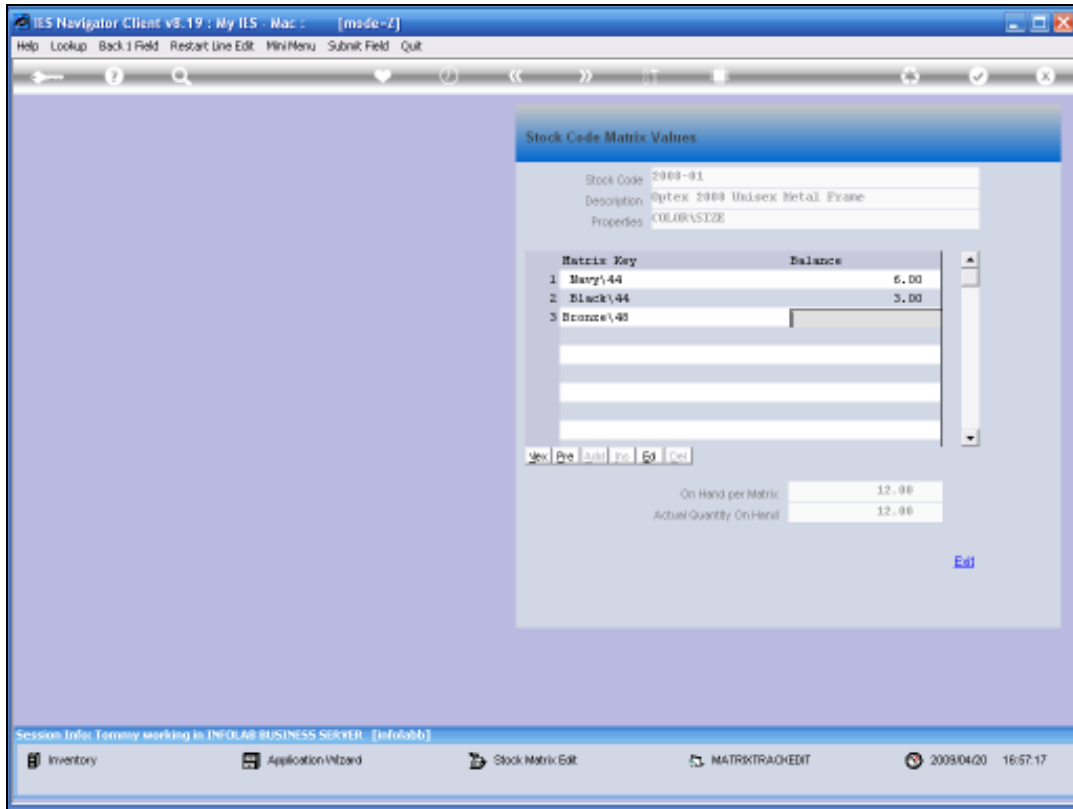 IES Navigator Client v8.19 : My IES - Mac : [mode=Z]
Help Lookup Back 1 Field Restart Line Edit MiniMenu Submit Field Quit
Stock Code Matrix Values
Stock Code 2000-01
Description Optex 2000 Unisex Metal Frame
Properties COLOR\SIZE
Matrix Key Balance
1 Navy\44 6.00
2 Black\44 3.00
3 Bronze\48
Nex Pre Add Ins Ed Del
On Hand per Matrix 12.00
Actual Quantity On Hand 12.00
Exit
Session Info: Tommy working in INFOLAB BUSINESS SERVER [infolabb]
Inventory Application Wizard Stock Matrix Edit MATRIXTRACKEDIT 2009/04/20 16:57:17